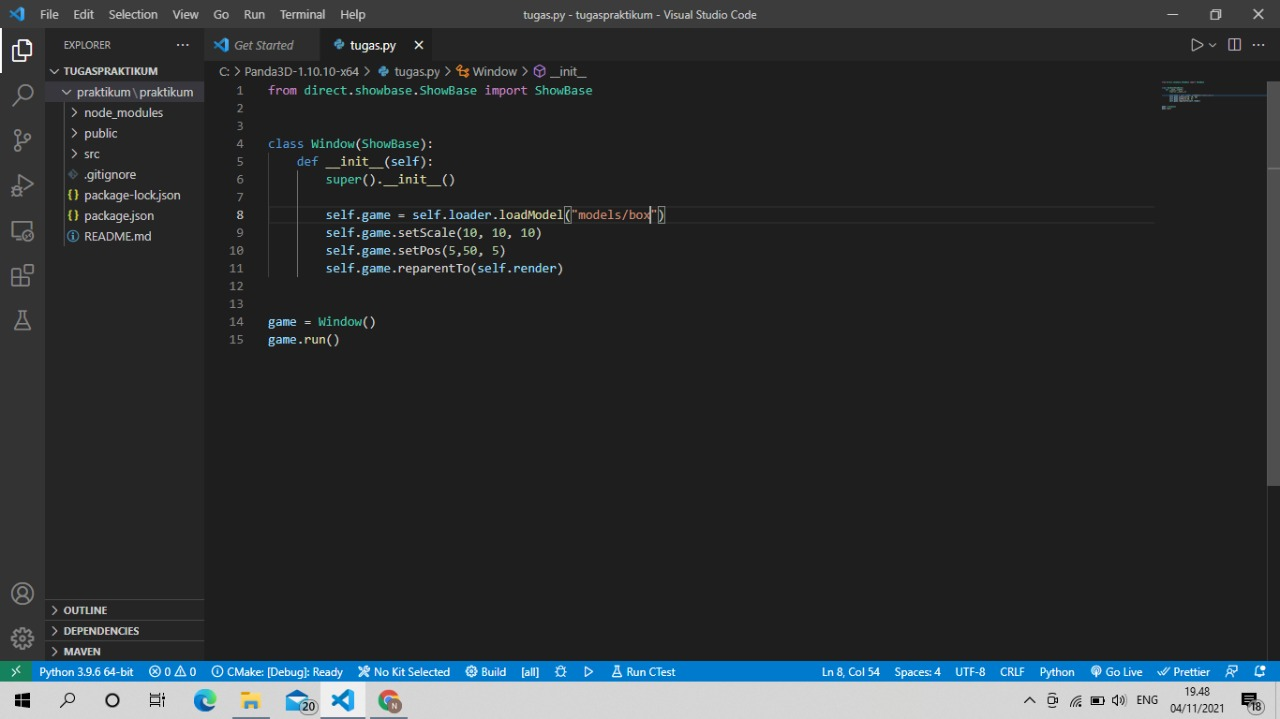 File Edit Selection View Go Run Terminal Help tugas.py - tugaspraktikum - Visual Studio Code
EXPLORER ··· Get Started tugas.py
TUGASPRAKTIKUM
praktikum \ praktikum
node_modules
public
src
.gitignore
package-lock.json
package.json
README.md
C: > Panda3D-1.10.10-x64 > tugas.py > Window > __init__
1 from direct.showbase.ShowBase import ShowBase
2
3
4 class Window(ShowBase):
5 def __init__(self):
6 super().__init__()
7
8 self.game = self.loader.loadModel("models/box")
9 self.game.setScale(10, 10, 10)
10 self.game.setPos(5,50, 5)
11 self.game.reparentTo(self.render)
12
13
14 game = Window()
15 game.run()
OUTLINE
DEPENDENCIES
MAVEN
Python 3.9.6 64-bit 0 0 CMake: [Debug]: Ready No Kit Selected Build [all] Run CTest Ln 8, Col 54 Spaces: 4 UTF-8 CRLF Python Go Live Prettier
20 ENG 19.48
04/11/2021 18